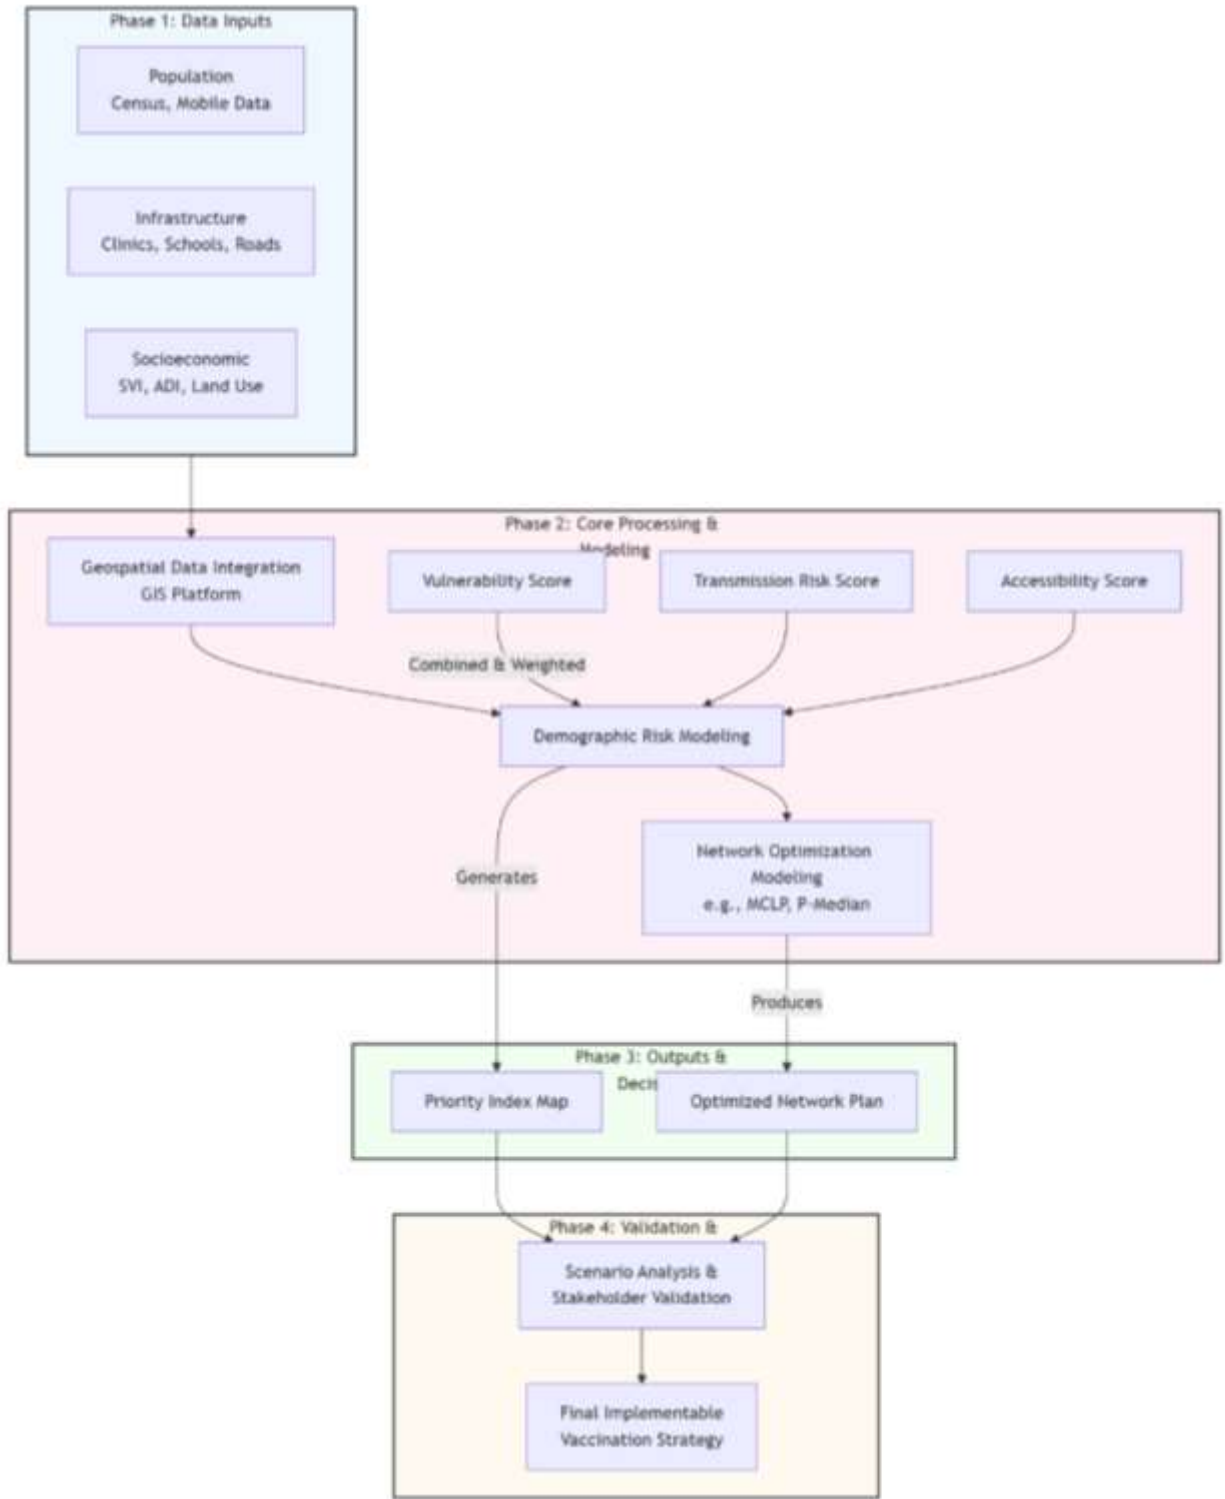 Phase 1: Data Inputs
Population
Census, Mobile Data
Infrastructure
Clinics, Schools, Roads
Socioeconomic
SVI, ADI, Land Use
Phase 2: Core Processing &
Modeling
Geospatial Data Integration
GIS Platform
Vulnerability Score
Transmission Risk Score
Accessibility Score
Combined & Weighted
Demographic Risk Modeling
Network Optimization
Modeling
e.g., MCLP, P-Median
Generates
Produces
Phase 3: Outputs &
Priority Index Map
Optimized Network Plan
Phase 4: Validation &
Scenario Analysis &
Stakeholder Validation
Final Implementable
Vaccination Strategy